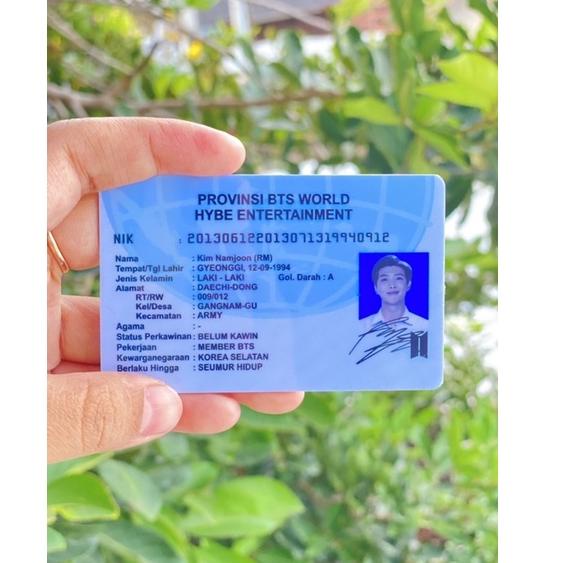 PROVINSI BTS WORLD
HYBE ENTERTAINMENT
NIK : 201306122013071319940912
Nama : Kim Namjoon (RM)
Tempat/Tgl Lahir : GYEONGGI, 12-09-1994
Jenis Kelamin : LAKI - LAKI Gol. Darah : A
Alamat : DAECHI-DONG
RT/RW : 009/012
Kel/Desa : GANGNAM-GU
Kecamatan : ARMY
Agama : -
Status Perkawinan : BELUM KAWIN
Pekerjaan : MEMBER BTS
Kewarganegaraan : KOREA SELATAN
Berlaku Hingga : SEUMUR HIDUP